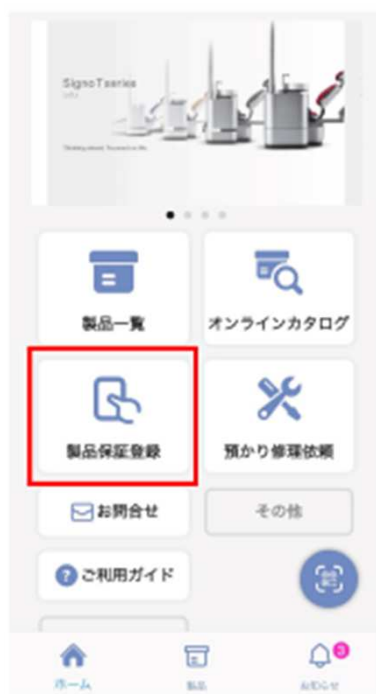 Signo T series
製品一覧
オンラインカタログ
製品保証登録
預かり修理依頼
お問合せ
その他
ご利用ガイド
3
ホーム
製品
お知らせ